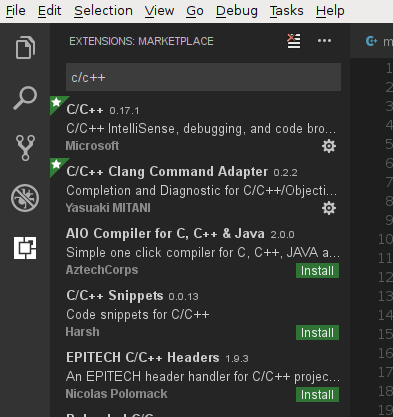 File Edit Selection View Go Debug Tasks Help
EXTENSIONS: MARKETPLACE
c/c++
C/C++ 0.17.1
C/C++ IntelliSense, debugging, and code bro...
Microsoft
C/C++ Clang Command Adapter 0.2.2
Completion and Diagnostic for C/C++/Objecti...
Yasuaki MITANI
AIO Compiler for C, C++ & Java 2.0.0
Simple one click compiler for C, C++, JAVA a...
AztechCorps Install
C/C++ Snippets 0.0.13
Code snippets for C/C++
Harsh Install
EPITECH C/C++ Headers 1.9.3
An EPITECH header handler for C/C++ projec...
Nicolas Polomack Install
m
1
2
3
4
5
6
7
8
9
10
11
12
13
14
15
16
17
18
19